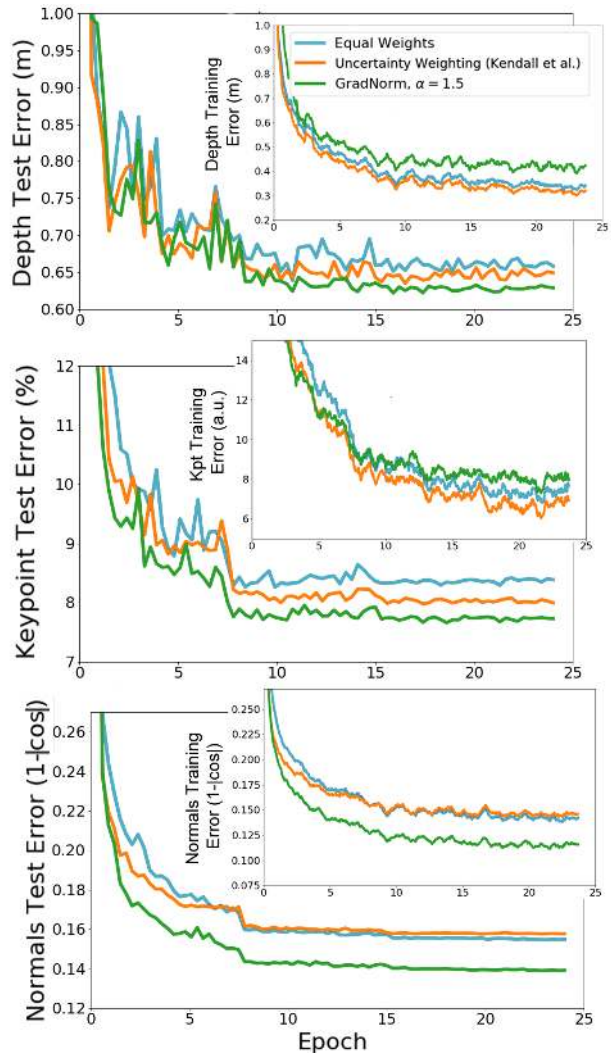 1.00
0.95
0.90
0.85
0.80
0.75
0.70
0.65
0.60
Depth Test Error (m)
0 5 10 15 20 25
1.0
0.9
0.8
0.7
0.6
0.5
0.4
0.3
0.2
Depth Training
Error (m)
0 5 10 15 20
Equal Weights
Uncertainty Weighting (Kendall et al.)
GradNorm, α = 1.5
12
11
10
9
8
7
Keypoint Test Error (%)
0 5 10 15 20 25
14
12
10
8
6
Kpt Training
Error (a.u.)
0 5 10 15 20
0.26
0.24
0.22
0.20
0.18
0.16
0.14
0.12
Normals Test Error (1-|cos|)
0 5 10 15 20 25
Epoch
0.250
0.225
0.200
0.175
0.150
0.125
0.100
0.075
Normals Training
Error (1-|cos|)
0 5 10 15 20